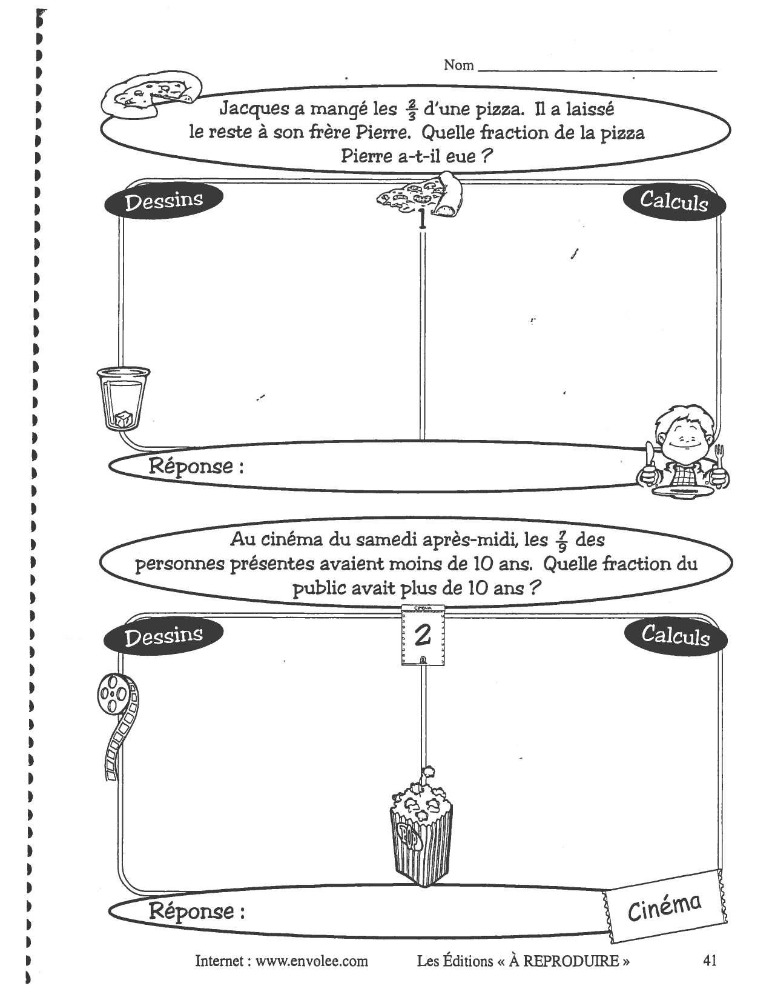 Nom
Jacques a mangé les 2/3 d'une pizza. Il a laissé
le reste à son frère Pierre. Quelle fraction de la pizza
Pierre a-t-il eue ?
Dessins
Calculs
1
Réponse :
Au cinéma du samedi après-midi, les 7/9 des
personnes présentes avaient moins de 10 ans. Quelle fraction du
public avait plus de 10 ans ?
CINÉMA
Dessins
2
Calculs
POP
Réponse :
Cinéma
Internet : www.envolee.com Les Éditions « À REPRODUIRE » 41